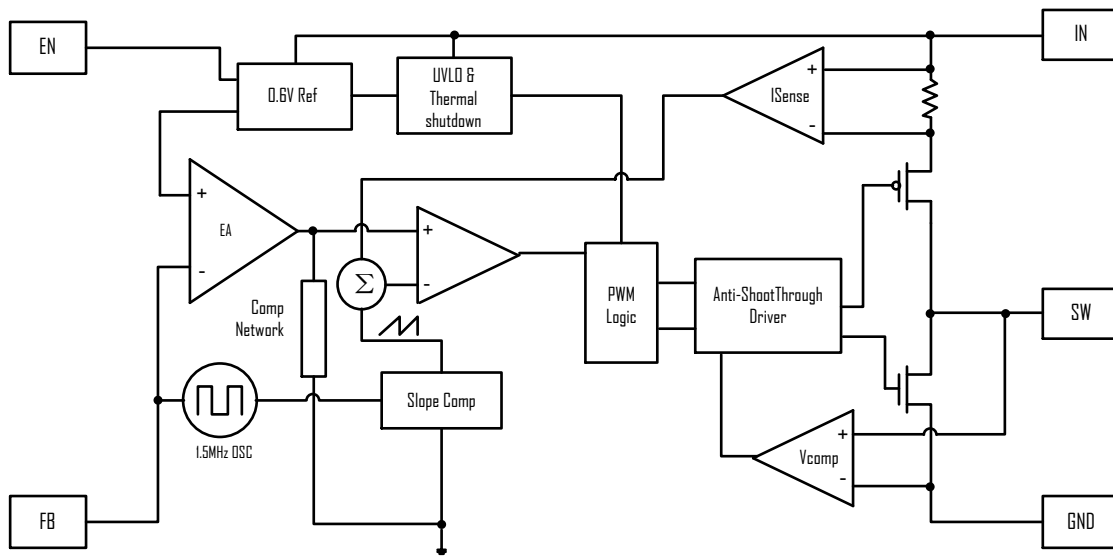 EN
IN
0.6V Ref
UVLO &
Thermal
shutdown
+
ISense
-
+
EA
-
+
-
Σ
Comp
Network
PWM
Logic
Anti-ShootThrough
Driver
SW
Slope Comp
1.5MHz OSC
+
Vcomp
-
FB
GND